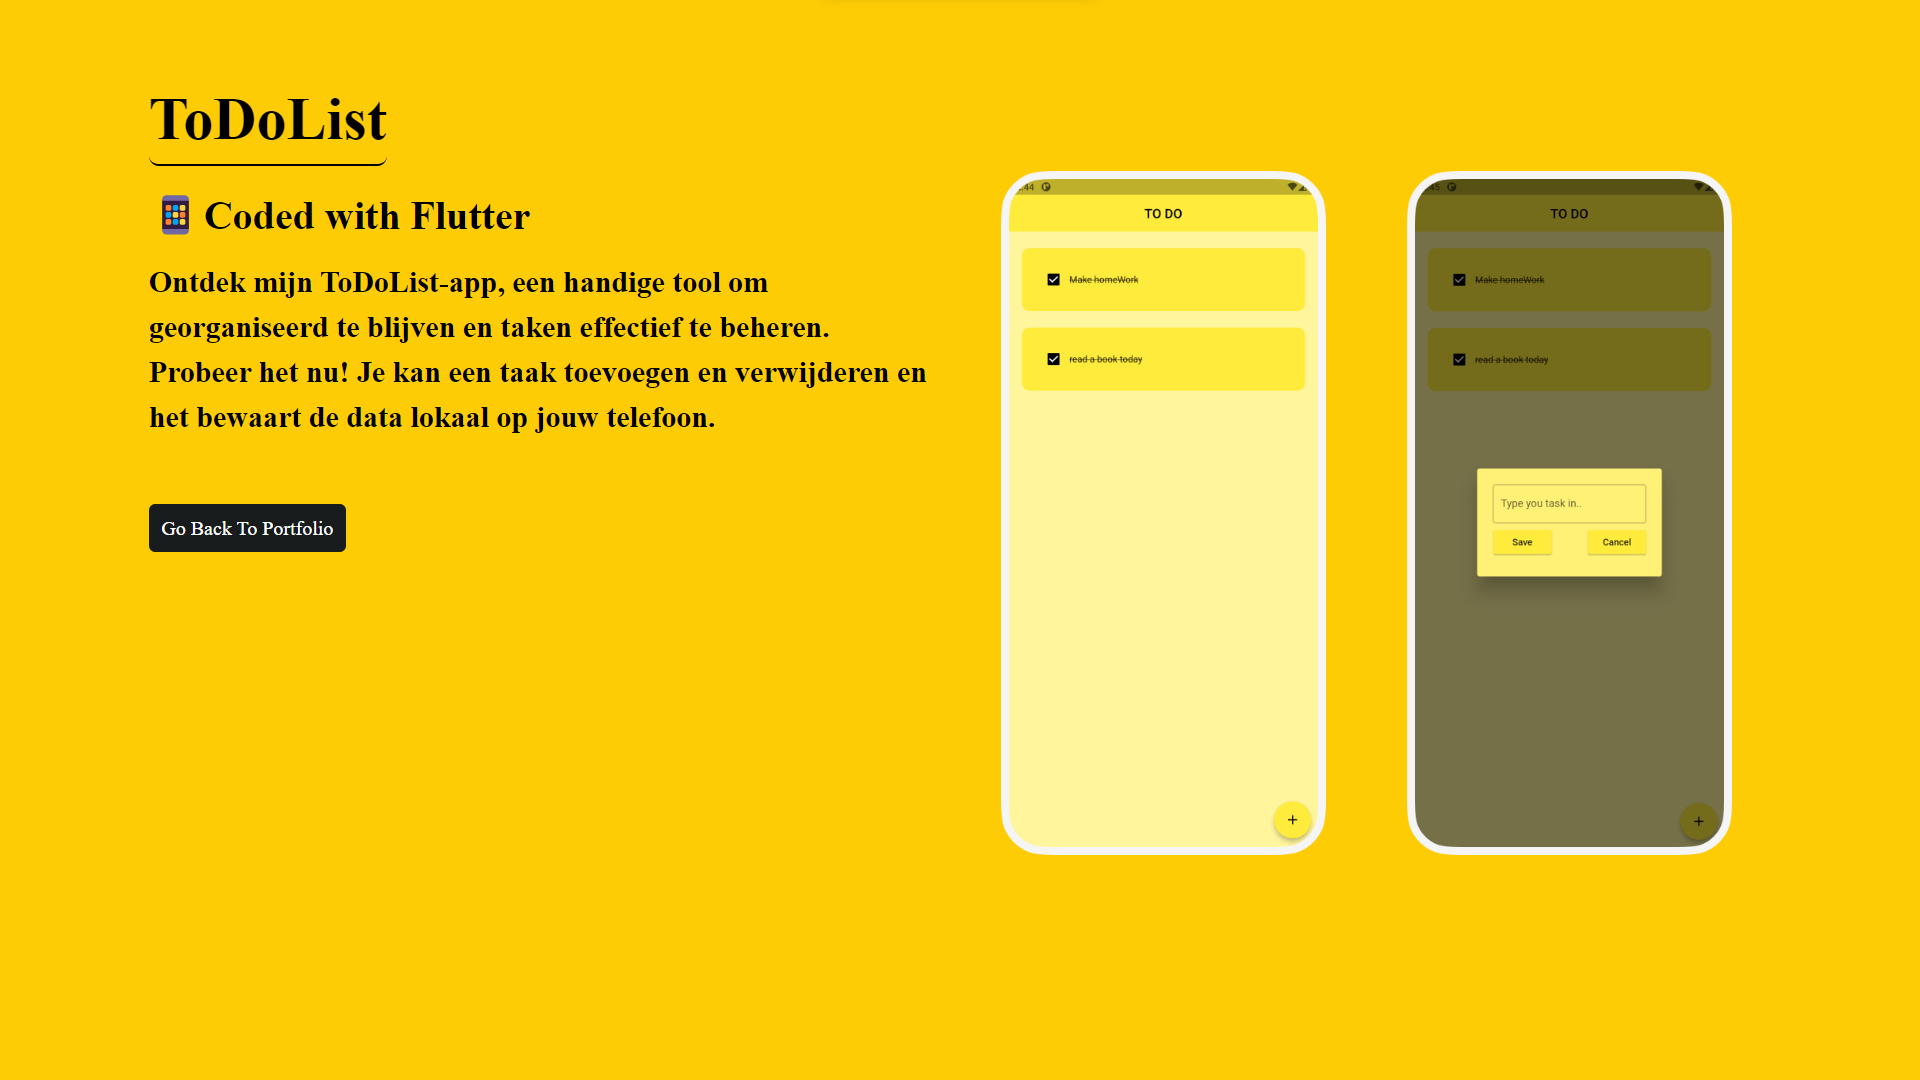 ToDoList
Coded with Flutter
Ontdek mijn ToDoList-app, een handige tool om
georganiseerd te blijven en taken effectief te beheren.
Probeer het nu! Je kan een taak toevoegen en verwijderen en
het bewaart de data lokaal op jouw telefoon.
Go Back To Portfolio
TO DO
Make homeWork
read a book today
+
TO DO
Make homeWork
read a book today
Type you task in..
Save Cancel
+